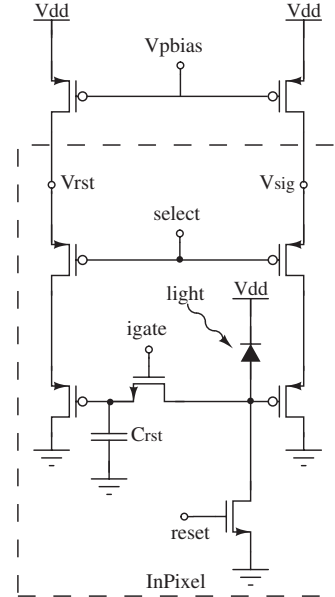 Vdd Vdd
Vpbias
Vrst Vsig
select
Vdd
light
igate
Crst
reset
InPixel